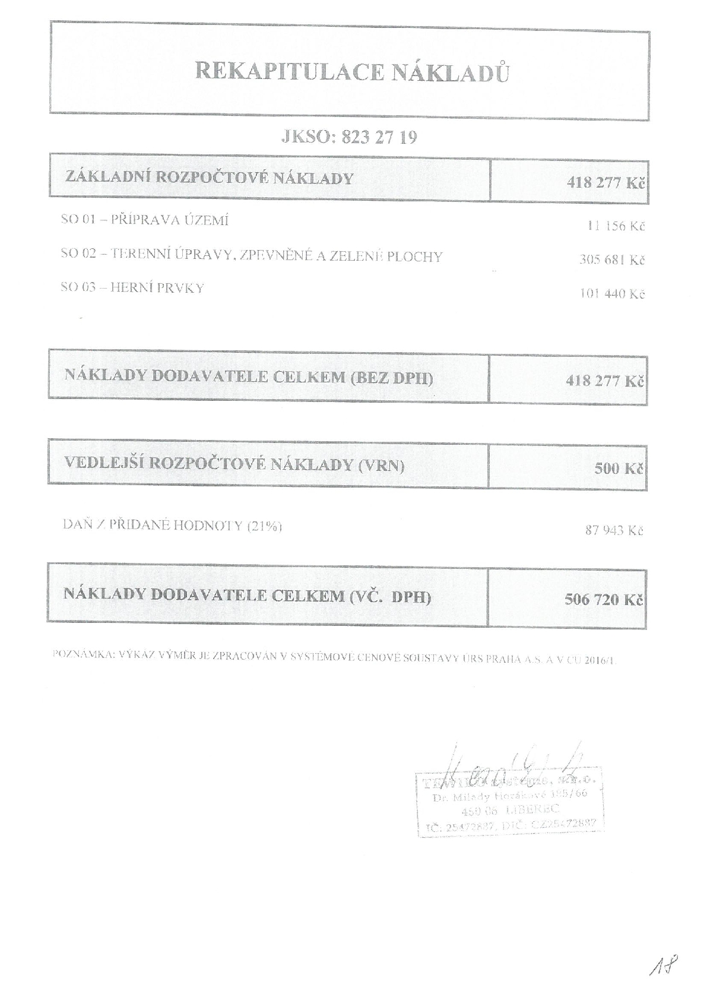 REKAPITULACE NÁKLADŮ
JKSO: 823 27 19
ZÁKLADNÍ ROZPOČTOVÉ NÁKLADY 418 277 Kč
SO 01 – PŘÍPRAVA ÚZEMÍ 11 156 Kč
SO 02 – TERENNÍ ÚPRAVY, ZPEVNĚNÉ A ZELENÉ PLOCHY 305 681 Kč
SO 03 – HERNÍ PRVKY 101 440 Kč
NÁKLADY DODAVATELE CELKEM (BEZ DPH) 418 277 Kč
VEDLEJŠÍ ROZPOČTOVÉ NÁKLADY (VRN) 500 Kč
DAŇ Z PŘIDANÉ HODNOTY (21%) 87 943 Kč
NÁKLADY DODAVATELE CELKEM (VČ. DPH) 506 720 Kč
POZNÁMKA: VÝKAZ VÝMĚR JE ZPRACOVÁN V SYSTÉMOVÉ CENOVÉ SOUSTAVY ÚRS PRAHA A.S. A V CÚ 2016/1.
Dr. Milady Horákové 185/66
460 06 LIBEREC
IČ: 25472887, DIČ: CZ25472887
18